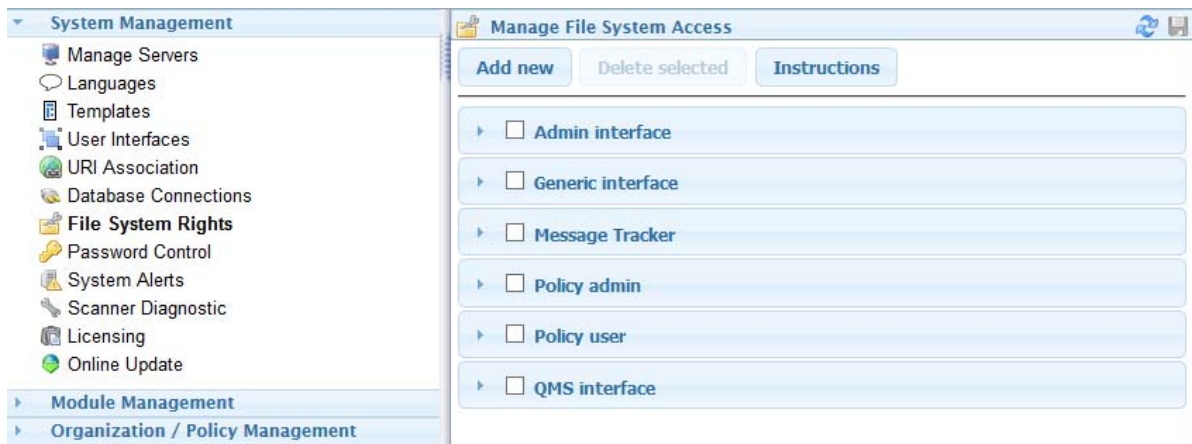 System Management
Manage Servers
Languages
Templates
User Interfaces
URI Association
Database Connections
File System Rights
Password Control
System Alerts
Scanner Diagnostic
Licensing
Online Update
Module Management
Organization / Policy Management
Manage File System Access
Add new Delete selected Instructions
Admin interface
Generic interface
Message Tracker
Policy admin
Policy user
QMS interface